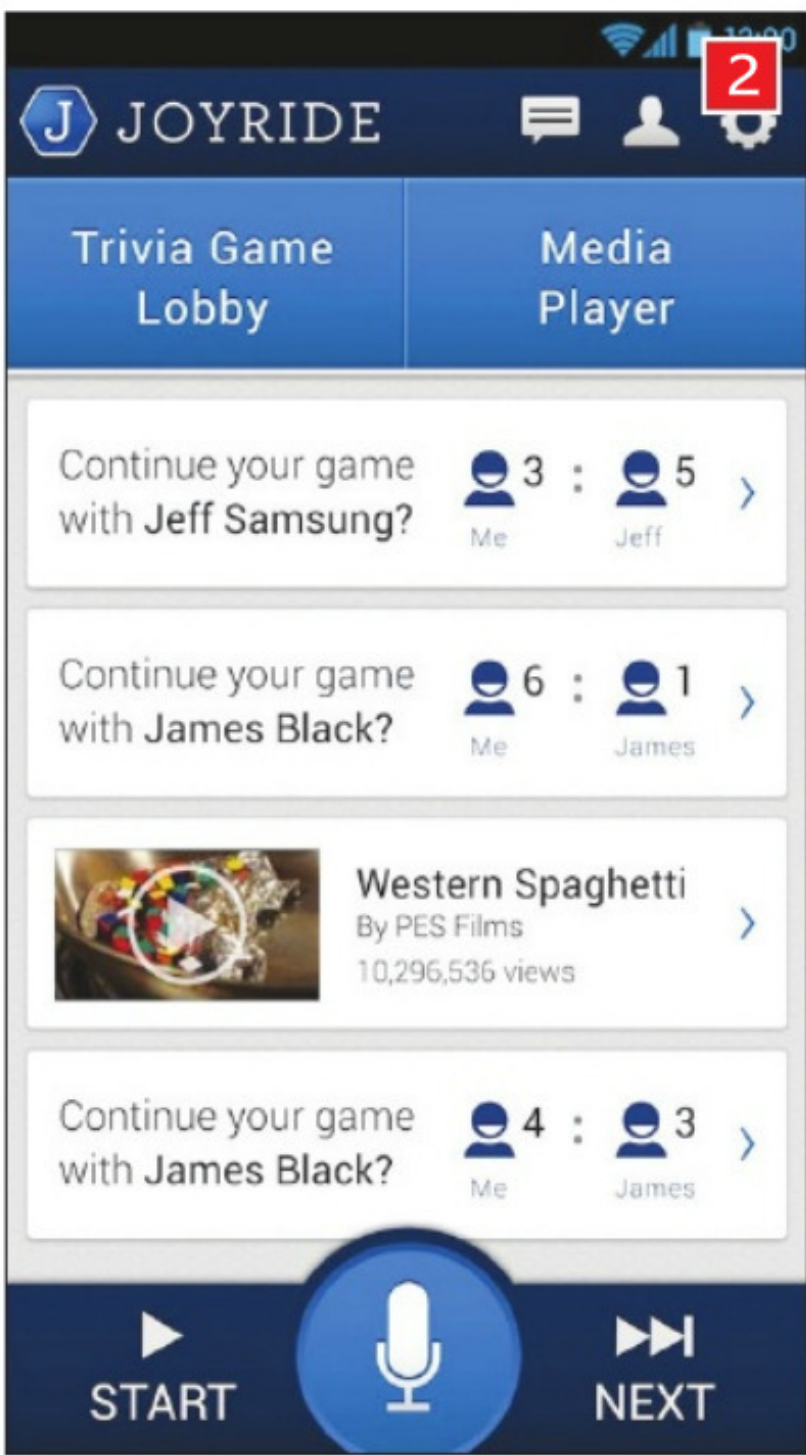 2
J JOYRIDE
Trivia Game
Lobby
Media
Player
Continue your game
with Jeff Samsung?
3 : 5
Me
Jeff
Continue your game
with James Black?
6 : 1
Me
James
Western Spaghetti
By PES Films
10,296,536 views
Continue your game
with James Black?
4 : 3
Me
James
START
NEXT